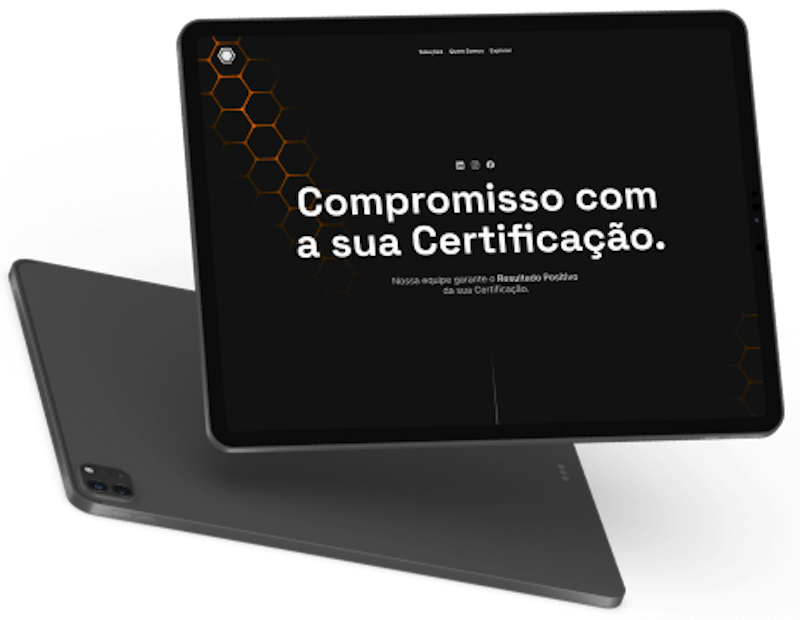 Soluções Quem Somos Explorar
Compromisso com
a sua Certificação.
Nossa equipe garante o Resultado Positivo
da sua Certificação.